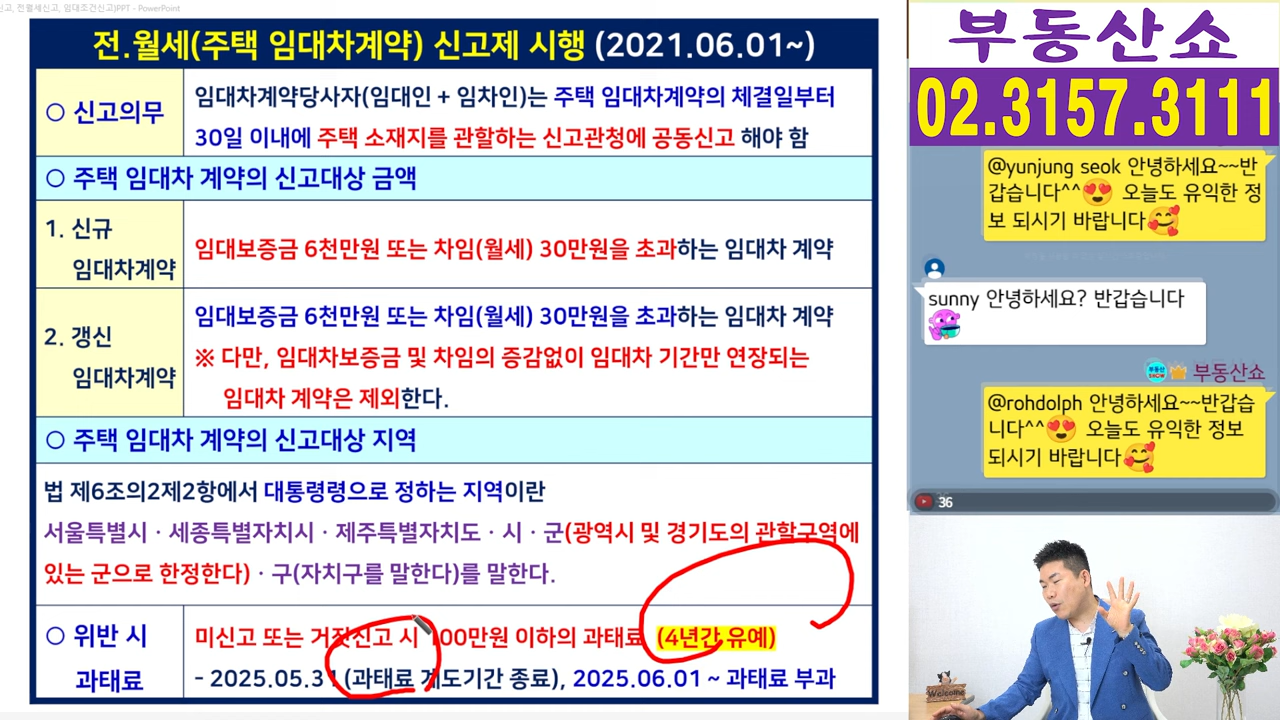 신고, 전월세신고, 임대조건신고)PPT - PowerPoint
전.월세(주택 임대차계약) 신고제 시행 (2021.06.01~)
○ 신고의무
임대차계약당사자(임대인 + 임차인)는 주택 임대차계약의 체결일부터
30일 이내에 주택 소재지를 관할하는 신고관청에 공동신고 해야 함
○ 주택 임대차 계약의 신고대상 금액
1. 신규
임대차계약
임대보증금 6천만원 또는 차임(월세) 30만원을 초과하는 임대차 계약
2. 갱신
임대차계약
임대보증금 6천만원 또는 차임(월세) 30만원을 초과하는 임대차 계약
※ 다만, 임대차보증금 및 차임의 증감없이 임대차 기간만 연장되는
임대차 계약은 제외한다.
○ 주택 임대차 계약의 신고대상 지역
법 제6조의2제2항에서 대통령령으로 정하는 지역이란
서울특별시 · 세종특별자치시 · 제주특별자치도 · 시 · 군(광역시 및 경기도의 관할구역에
있는 군으로 한정한다) · 구(자치구를 말한다)를 말한다.
○ 위반 시
과태료
미신고 또는 거짓신고 시 100만원 이하의 과태료 (4년간 유예)
- 2025.05.31 (과태료 계도기간 종료), 2025.06.01 ~ 과태료 부과
부동산쇼
02.3157.3111
@yunjung seok 안녕하세요~~반
갑습니다^^😍 오늘도 유익한 정
보 되시기 바랍니다🥰
sunny 안녕하세요? 반갑습니다
부동산쇼
@rohdolph 안녕하세요~~반갑습
니다^^😍 오늘도 유익한 정보
되시기 바랍니다🥰
36
Welcome